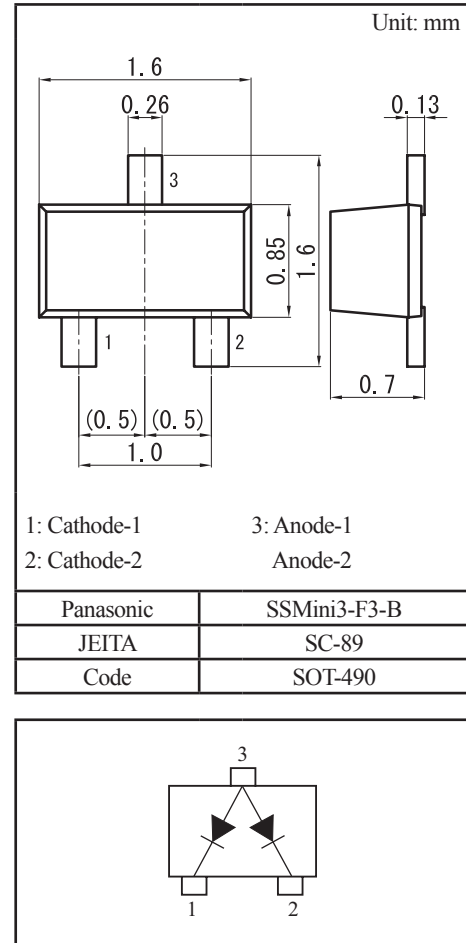 Unit: mm
1.6
0.26
0.13
3
0.85
1.6
1
2
0.7
(0.5) (0.5)
1.0
1: Cathode-1 3: Anode-1
2: Cathode-2 Anode-2
Panasonic SSMini3-F3-B
JEITA SC-89
Code SOT-490
3
1 2